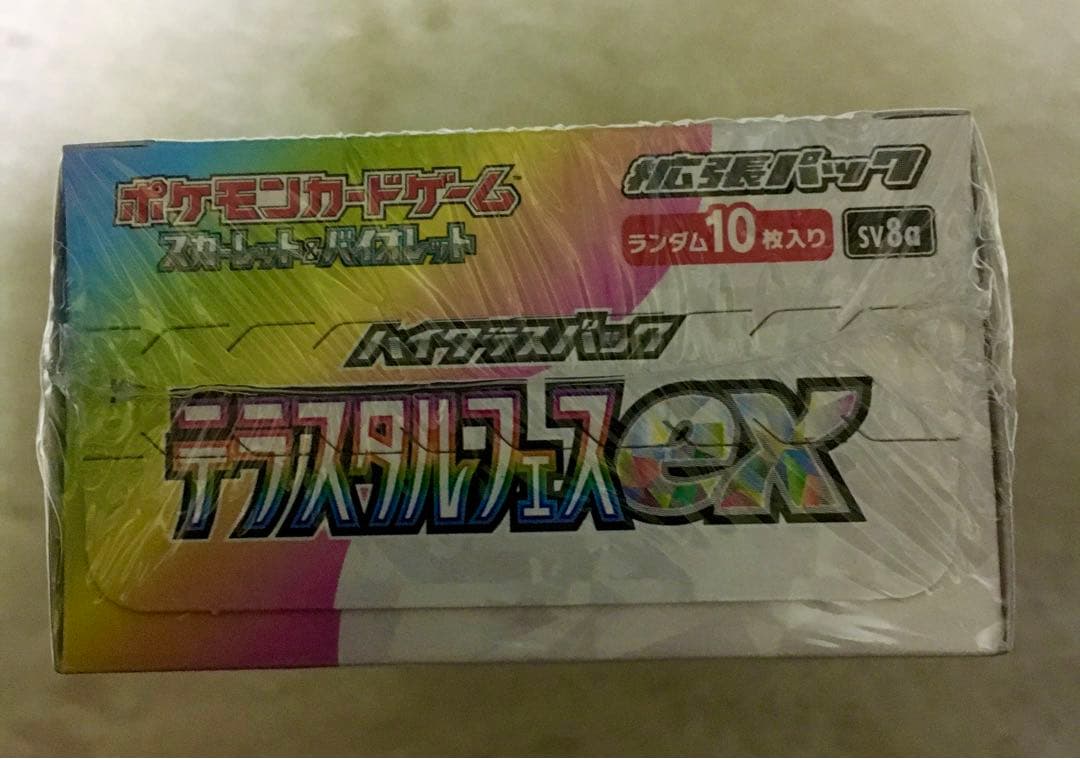 ポケモンカードゲーム
スカーレット&バイオレット
拡張パック
ランダム10枚入り
SV8a
ハイクラスパック
テラスタルフェスex